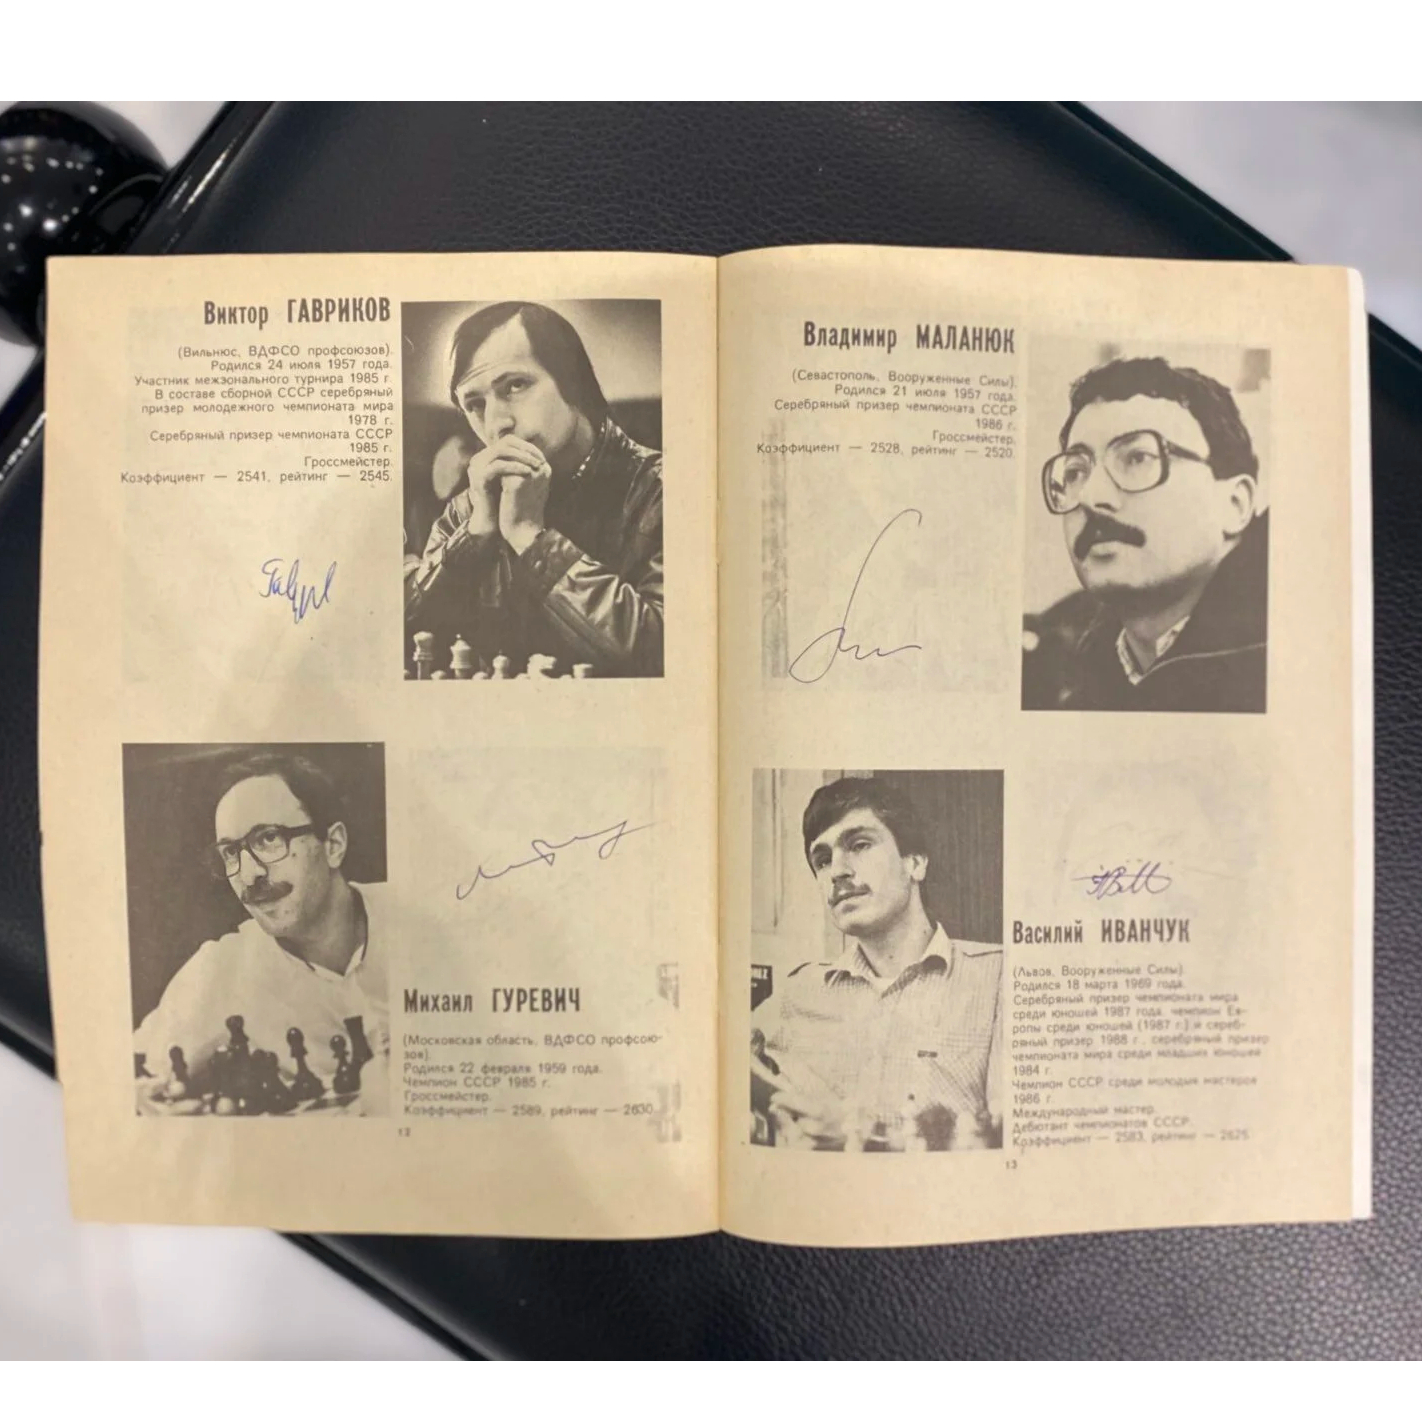 Виктор ГАВРИКОВ
(Вильнюс, ВДФСО профсоюзов).
Родился 24 июля 1957 года.
Участник межзонального турнира 1985 г.
В составе сборной СССР серебряный
призер молодежного чемпионата мира
1978 г.
Серебряный призер чемпионата СССР
1985 г.
Гроссмейстер.
Коэффициент — 2541, рейтинг — 2545.
Михаил ГУРЕВИЧ
(Московская область, ВДФСО профсою-
зов).
Родился 22 февраля 1959 года.
Чемпион СССР 1985 г.
Гроссмейстер.
Коэффициент — 2589, рейтинг — 2630.
12
Владимир МАЛАНЮК
(Севастополь, Вооруженные Силы).
Родился 21 июля 1957 года.
Серебряный призер чемпионата СССР
1986 г.
Гроссмейстер.
Коэффициент — 2528, рейтинг — 2520.
Василий ИВАНЧУК
(Львов, Вооруженные Силы).
Родился 18 марта 1969 года.
Серебряный призер чемпионата мира
среди юношей 1987 года, чемпион Ев-
ропы среди юношей (1987 г.) и сереб-
ряный призер 1988 г., серебряный призер
чемпионата мира среди младших юношей
1984 г.
Чемпион СССР среди молодых мастеров
1986 г.
Международный мастер.
Дебютант чемпионатов СССР.
Коэффициент — 2583, рейтинг — 2625.
13